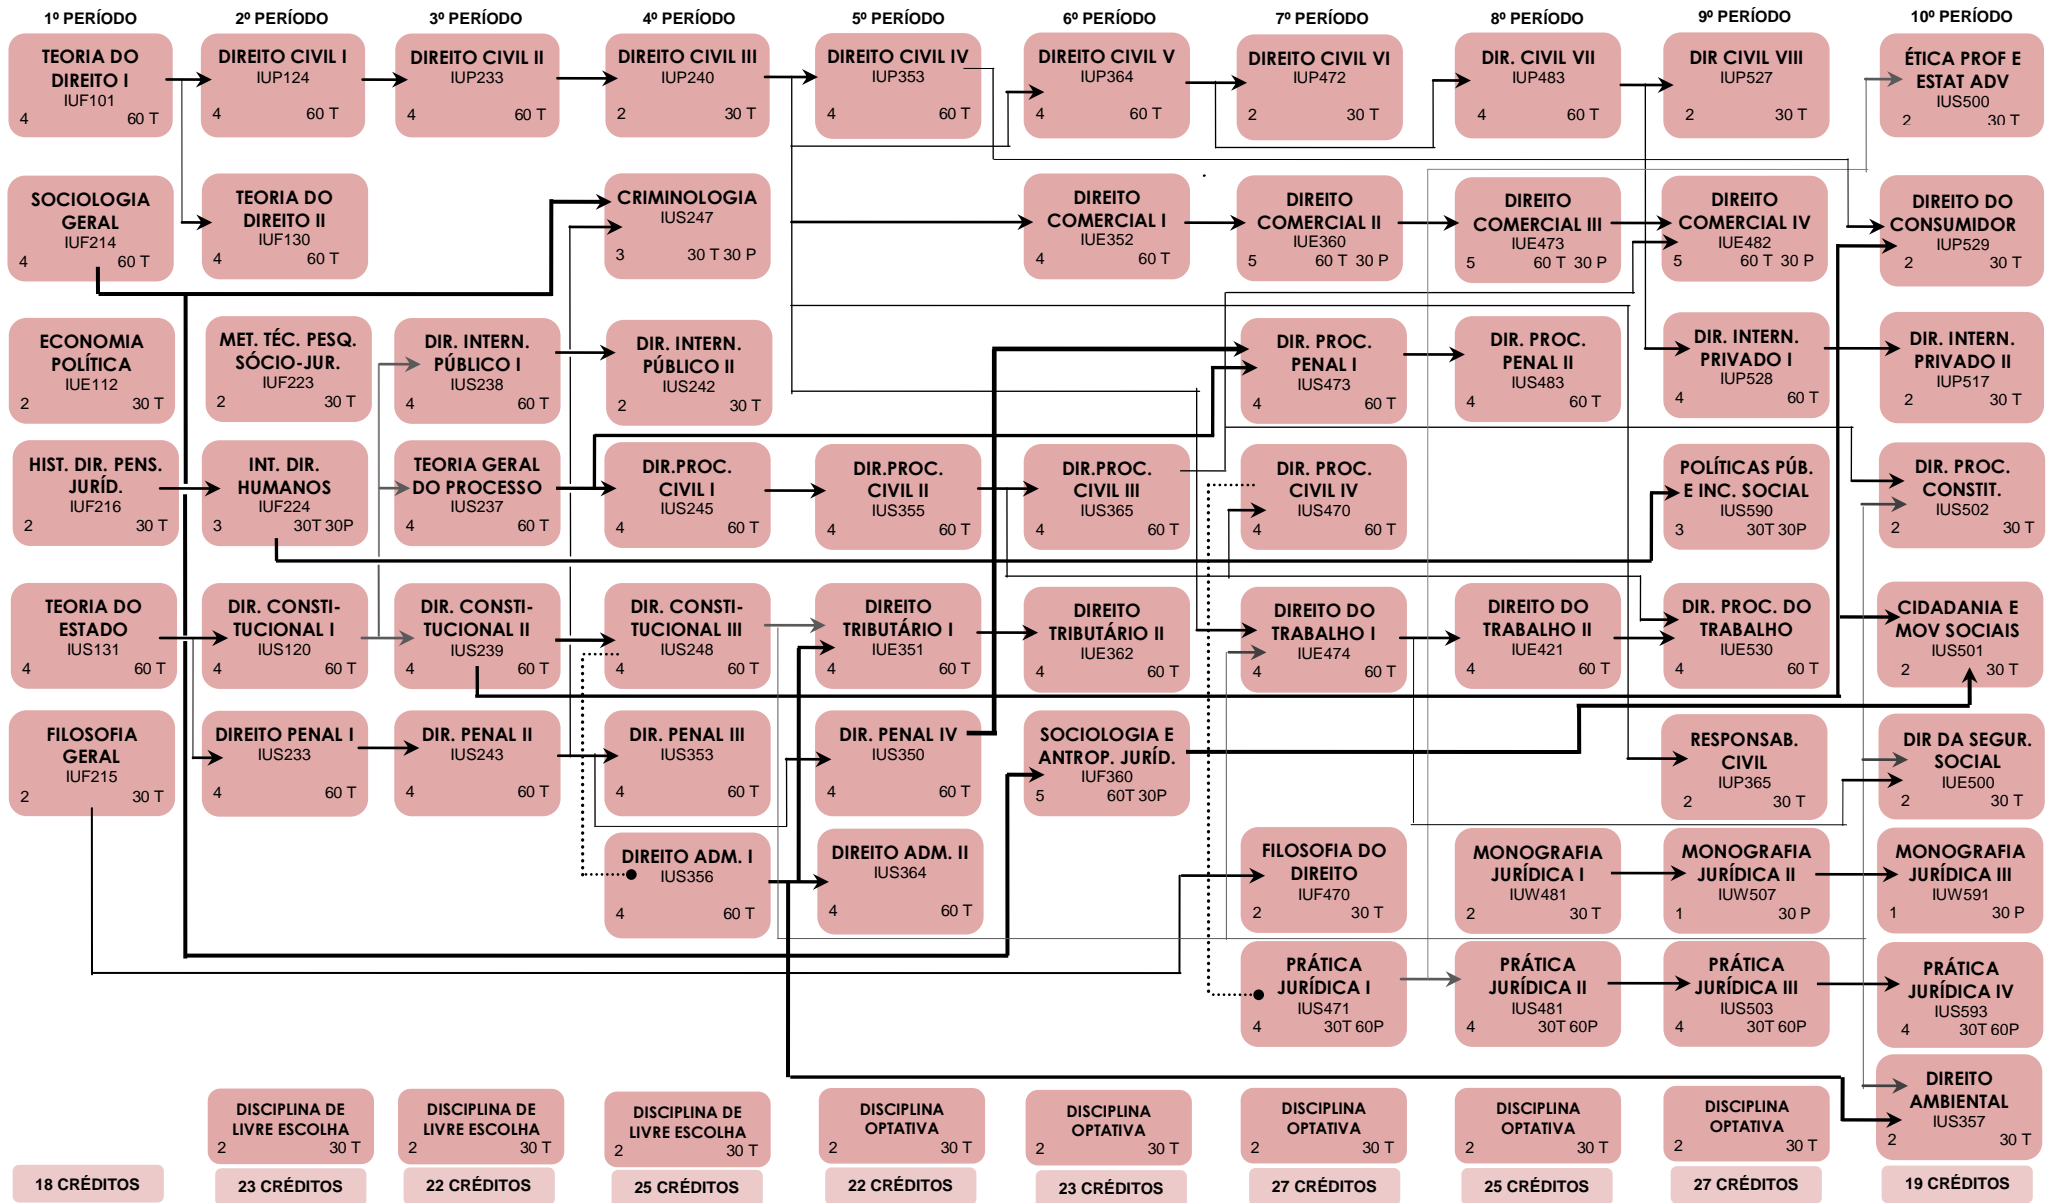 1º PERÍODO
2º PERÍODO
3º PERÍODO
4º PERÍODO
5º PERÍODO
6º PERÍODO
7º PERÍODO
8º PERÍODO
9º PERÍODO
10º PERÍODO
TEORIA DO
DIREITO I
IUF101
4 60 T
DIREITO CIVIL I
IUP124
4 60 T
DIREITO CIVIL II
IUP233
4 60 T
DIREITO CIVIL III
IUP240
2 30 T
DIREITO CIVIL IV
IUP353
4 60 T
DIREITO CIVIL V
IUP364
4 60 T
DIREITO CIVIL VI
IUP472
2 30 T
DIR. CIVIL VII
IUP483
4 60 T
DIR CIVIL VIII
IUP527
2 30 T
ÉTICA PROF E
ESTAT ADV
IUS500
2 30 T
SOCIOLOGIA
GERAL
IUF214
4 60 T
TEORIA DO
DIREITO II
IUF130
4 60 T
CRIMINOLOGIA
IUS247
3 30 T 30 P
DIREITO
COMERCIAL I
IUE352
4 60 T
DIREITO
COMERCIAL II
IUE360
5 60 T 30 P
DIREITO
COMERCIAL III
IUE473
5 60 T 30 P
DIREITO
COMERCIAL IV
IUE482
5 60 T 30 P
DIREITO DO
CONSUMIDOR
IUP529
2 30 T
ECONOMIA
POLÍTICA
IUE112
2 30 T
MET. TÉC. PESQ.
SÓCIO-JUR.
IUF223
2 30 T
DIR. INTERN.
PÚBLICO I
IUS238
4 60 T
DIR. INTERN.
PÚBLICO II
IUS242
2 30 T
DIR. PROC.
PENAL I
IUS473
4 60 T
DIR. PROC.
PENAL II
IUS483
4 60 T
DIR. INTERN.
PRIVADO I
IUP528
4 60 T
DIR. INTERN.
PRIVADO II
IUP517
2 30 T
HIST. DIR. PENS.
JURÍD.
IUF216
2 30 T
INT. DIR.
HUMANOS
IUF224
3 30T 30P
TEORIA GERAL
DO PROCESSO
IUS237
4 60 T
DIR.PROC.
CIVIL I
IUS245
4 60 T
DIR.PROC.
CIVIL II
IUS355
4 60 T
DIR.PROC.
CIVIL III
IUS365
4 60 T
DIR. PROC.
CIVIL IV
IUS470
4 60 T
POLÍTICAS PÚB.
E INC. SOCIAL
IUS590
3 30T 30P
DIR. PROC.
CONSTIT.
IUS502
2 30 T
TEORIA DO
ESTADO
IUS131
4 60 T
DIR. CONSTI-
TUCIONAL I
IUS120
4 60 T
DIR. CONSTI-
TUCIONAL II
IUS239
4 60 T
DIR. CONSTI-
TUCIONAL III
IUS248
4 60 T
DIREITO
TRIBUTÁRIO I
IUE351
4 60 T
DIREITO
TRIBUTÁRIO II
IUE362
4 60 T
DIREITO DO
TRABALHO I
IUE474
4 60 T
DIREITO DO
TRABALHO II
IUE421
4 60 T
DIR. PROC. DO
TRABALHO
IUE530
4 60 T
CIDADANIA E
MOV SOCIAIS
IUS501
2 30 T
FILOSOFIA
GERAL
IUF215
2 30 T
DIREITO PENAL I
IUS233
4 60 T
DIR. PENAL II
IUS243
4 60 T
DIR. PENAL III
IUS353
4 60 T
DIR. PENAL IV
IUS350
4 60 T
SOCIOLOGIA E
ANTROP. JURÍD.
IUF360
5 60T 30P
RESPONSAB.
CIVIL
IUP365
2 30 T
DIR DA SEGUR.
SOCIAL
IUE500
2 30 T
DIREITO ADM. I
IUS356
4 60 T
DIREITO ADM. II
IUS364
4 60 T
FILOSOFIA DO
DIREITO
IUF470
2 30 T
MONOGRAFIA
JURÍDICA I
IUW481
2 30 T
MONOGRAFIA
JURÍDICA II
IUW507
1 30 P
MONOGRAFIA
JURÍDICA III
IUW591
1 30 P
PRÁTICA
JURÍDICA I
IUS471
4 30T 60P
PRÁTICA
JURÍDICA II
IUS481
4 30T 60P
PRÁTICA
JURÍDICA III
IUS503
4 30T 60P
PRÁTICA
JURÍDICA IV
IUS593
4 30T 60P
DIREITO
AMBIENTAL
IUS357
2 30 T
DISCIPLINA DE
LIVRE ESCOLHA
2 30 T
DISCIPLINA DE
LIVRE ESCOLHA
2 30 T
DISCIPLINA DE
LIVRE ESCOLHA
2 30 T
DISCIPLINA
OPTATIVA
2 30 T
DISCIPLINA
OPTATIVA
2 30 T
DISCIPLINA
OPTATIVA
2 30 T
DISCIPLINA
OPTATIVA
2 30 T
DISCIPLINA
OPTATIVA
2 30 T
18 CRÉDITOS
23 CRÉDITOS
22 CRÉDITOS
25 CRÉDITOS
22 CRÉDITOS
23 CRÉDITOS
27 CRÉDITOS
25 CRÉDITOS
27 CRÉDITOS
19 CRÉDITOS